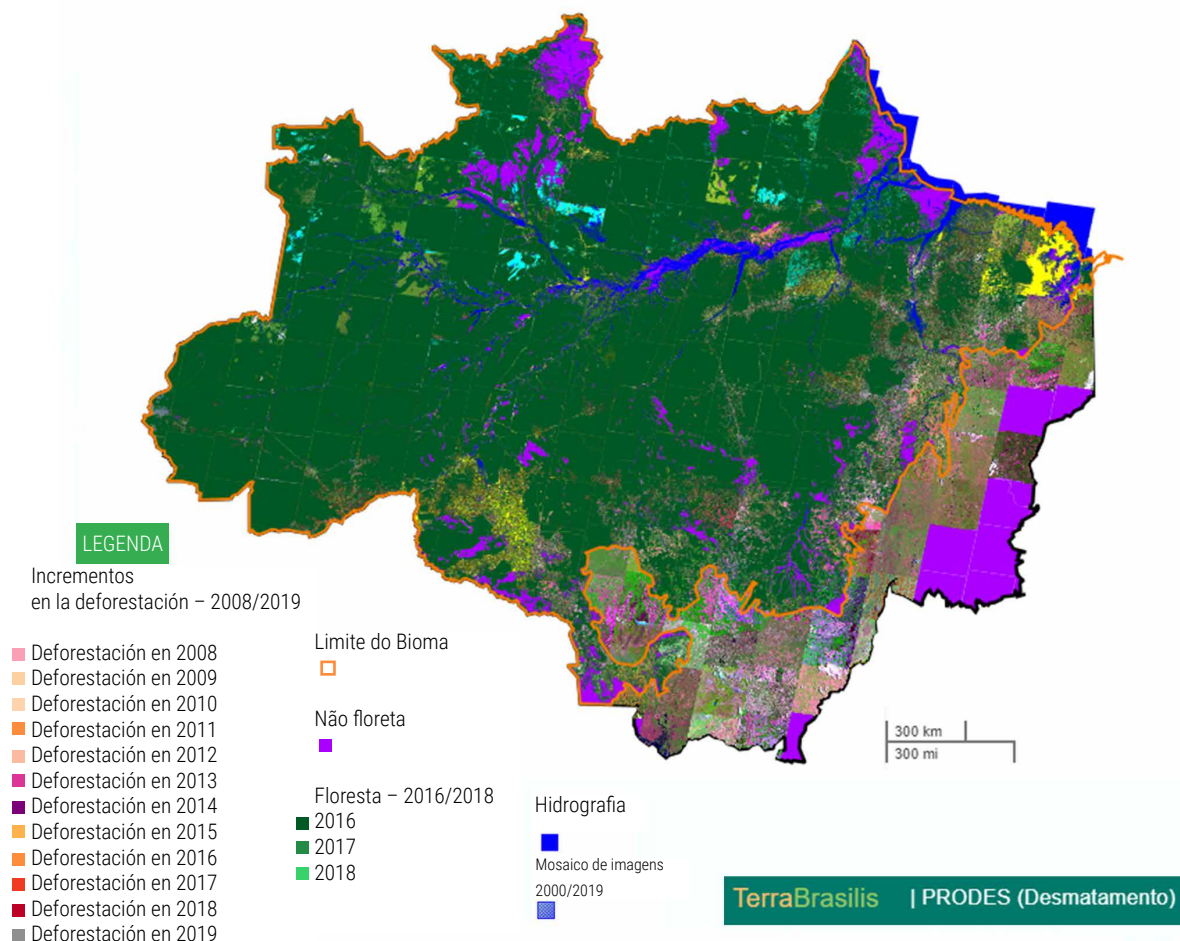 LEGENDA
Incrementos
en la deforestación – 2008/2019
Deforestación en 2008
Deforestación en 2009
Deforestación en 2010
Deforestación en 2011
Deforestación en 2012
Deforestación en 2013
Deforestación en 2014
Deforestación en 2015
Deforestación en 2016
Deforestación en 2017
Deforestación en 2018
Deforestación en 2019
Limite do Bioma
Não floreta
Floresta – 2016/2018
2016
2017
2018
Hidrografia
Mosaico de imagens
2000/2019
300 km
300 mi
TerraBrasilis | PRODES (Desmatamento)